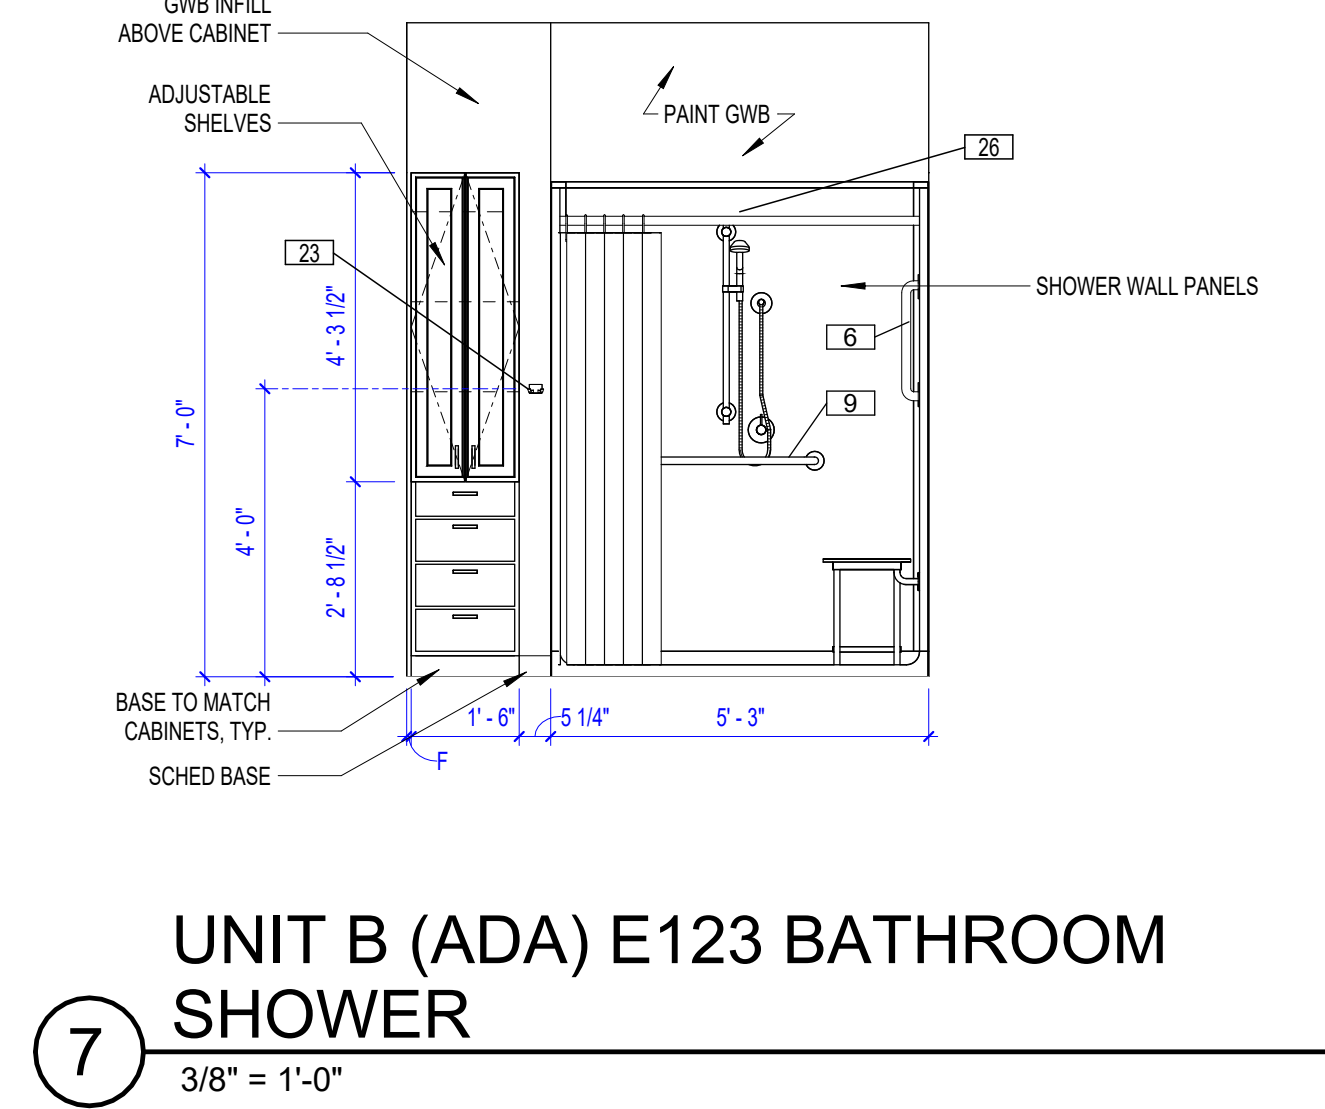 GWB INFILL
ABOVE CABINET
ADJUSTABLE
SHELVES
PAINT GWB
26
23
SHOWER WALL PANELS
6
9
7' - 0"
4' - 0"
4' - 3 1/2"
2' - 8 1/2"
BASE TO MATCH
CABINETS, TYP.
SCHED BASE
1' - 6"
5 1/4"
5' - 3"
F
UNIT B (ADA) E123 BATHROOM
SHOWER
7
3/8" = 1'-0"